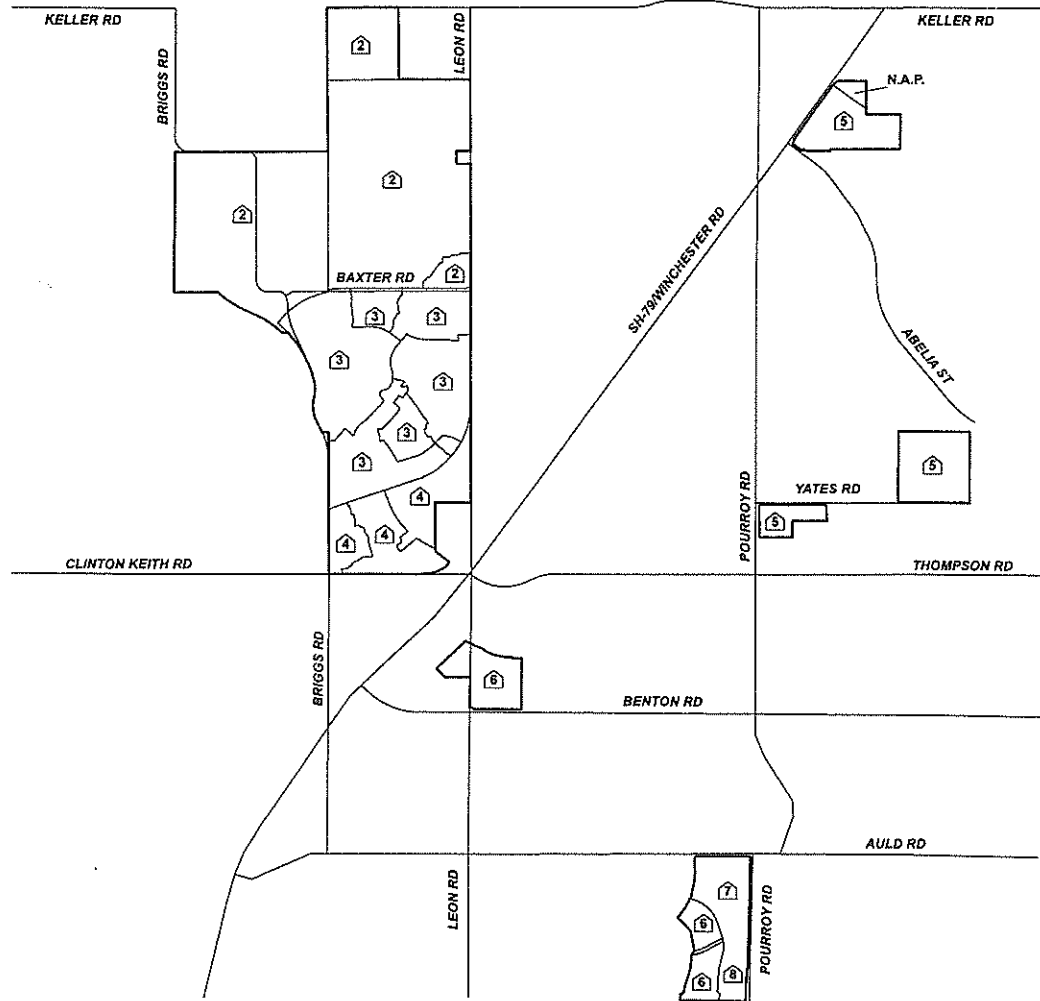 KELLER RD
KELLER RD
BRIGGS RD
2
LEON RD
N.A.P.
5
2
2
SH-79/WINCHESTER RD
BAXTER RD
2
3
3
3
3
ABELIA ST
3
3
5
4
YATES RD
POURROY RD
5
4
4
CLINTON KEITH RD
THOMPSON RD
BRIGGS RD
6
BENTON RD
AULD RD
LEON RD
7
6
POURROY RD
6
8